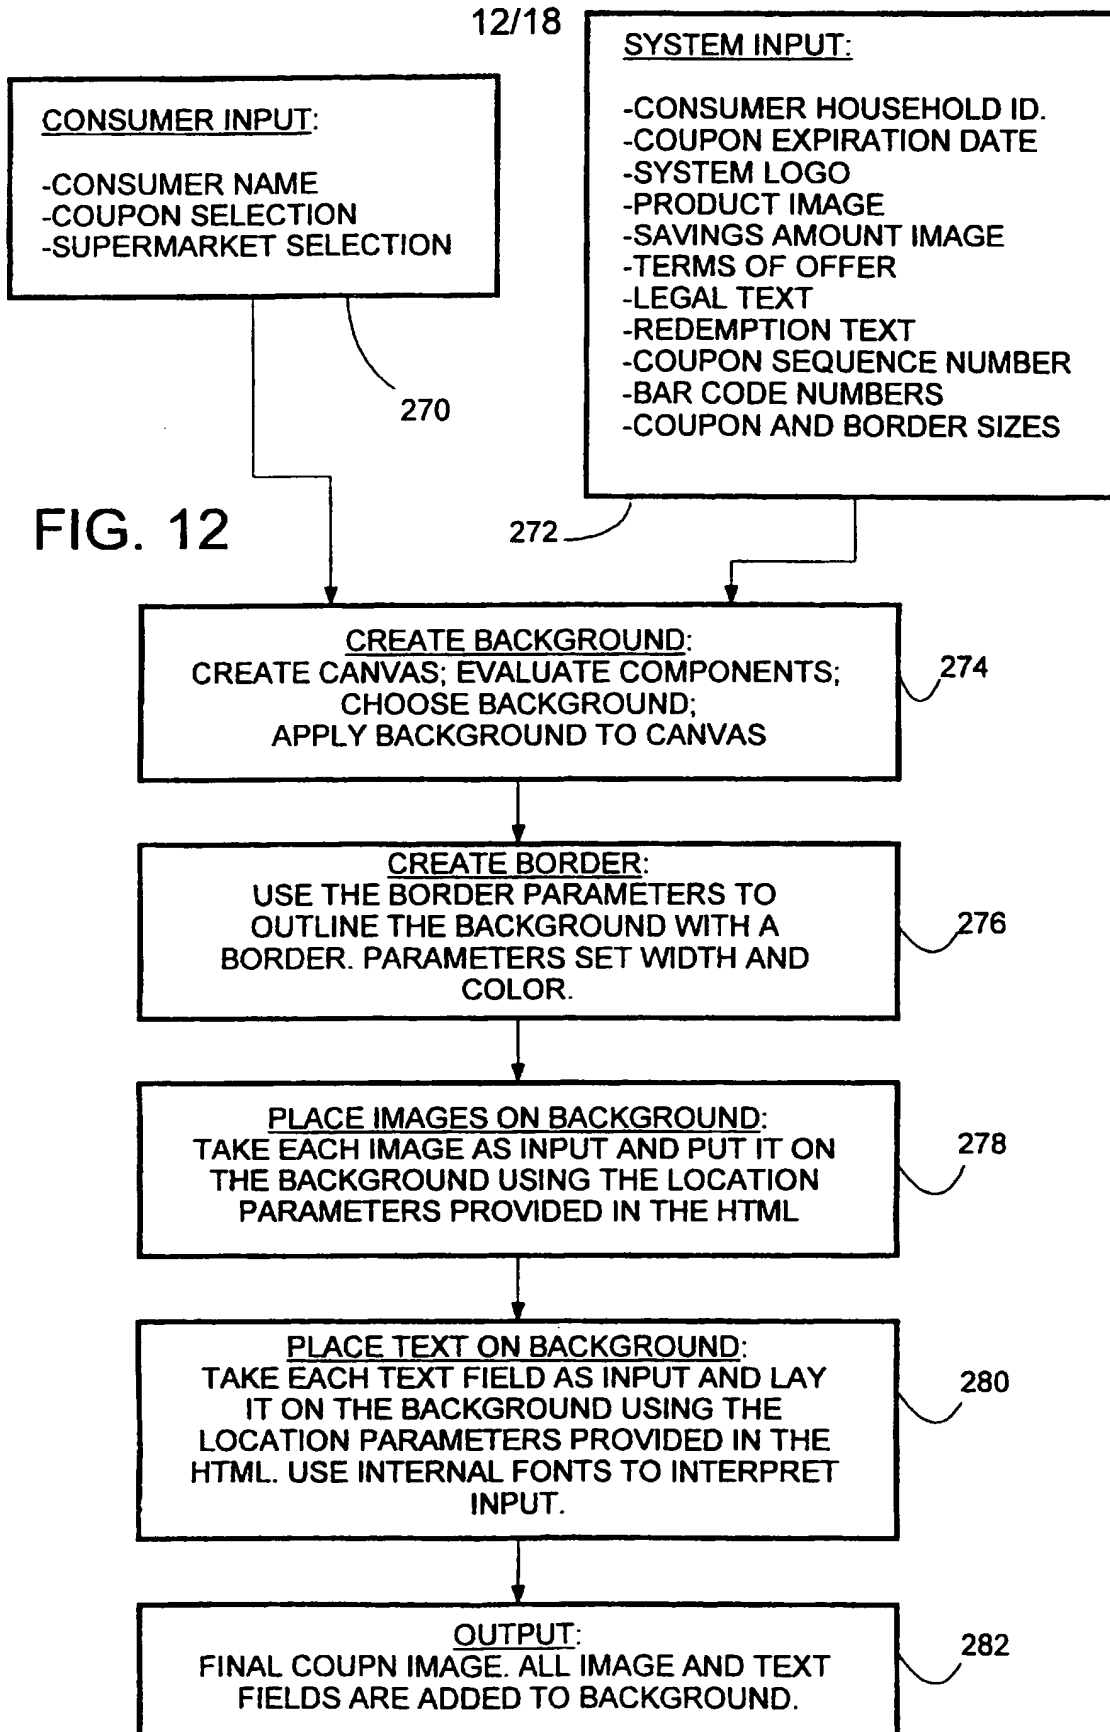 12/18
CONSUMER INPUT:
-CONSUMER NAME
-COUPON SELECTION
-SUPERMARKET SELECTION
270
SYSTEM INPUT:
-CONSUMER HOUSEHOLD ID.
-COUPON EXPIRATION DATE
-SYSTEM LOGO
-PRODUCT IMAGE
-SAVINGS AMOUNT IMAGE
-TERMS OF OFFER
-LEGAL TEXT
-REDEMPTION TEXT
-COUPON SEQUENCE NUMBER
-BAR CODE NUMBERS
-COUPON AND BORDER SIZES
272
FIG. 12
CREATE BACKGROUND:
CREATE CANVAS; EVALUATE COMPONENTS;
CHOOSE BACKGROUND;
APPLY BACKGROUND TO CANVAS
274
CREATE BORDER:
USE THE BORDER PARAMETERS TO
OUTLINE THE BACKGROUND WITH A
BORDER. PARAMETERS SET WIDTH AND
COLOR.
276
PLACE IMAGES ON BACKGROUND:
TAKE EACH IMAGE AS INPUT AND PUT IT ON
THE BACKGROUND USING THE LOCATION
PARAMETERS PROVIDED IN THE HTML
278
PLACE TEXT ON BACKGROUND:
TAKE EACH TEXT FIELD AS INPUT AND LAY
IT ON THE BACKGROUND USING THE
LOCATION PARAMETERS PROVIDED IN THE
HTML. USE INTERNAL FONTS TO INTERPRET
INPUT.
280
OUTPUT:
FINAL COUPN IMAGE. ALL IMAGE AND TEXT
FIELDS ARE ADDED TO BACKGROUND.
282